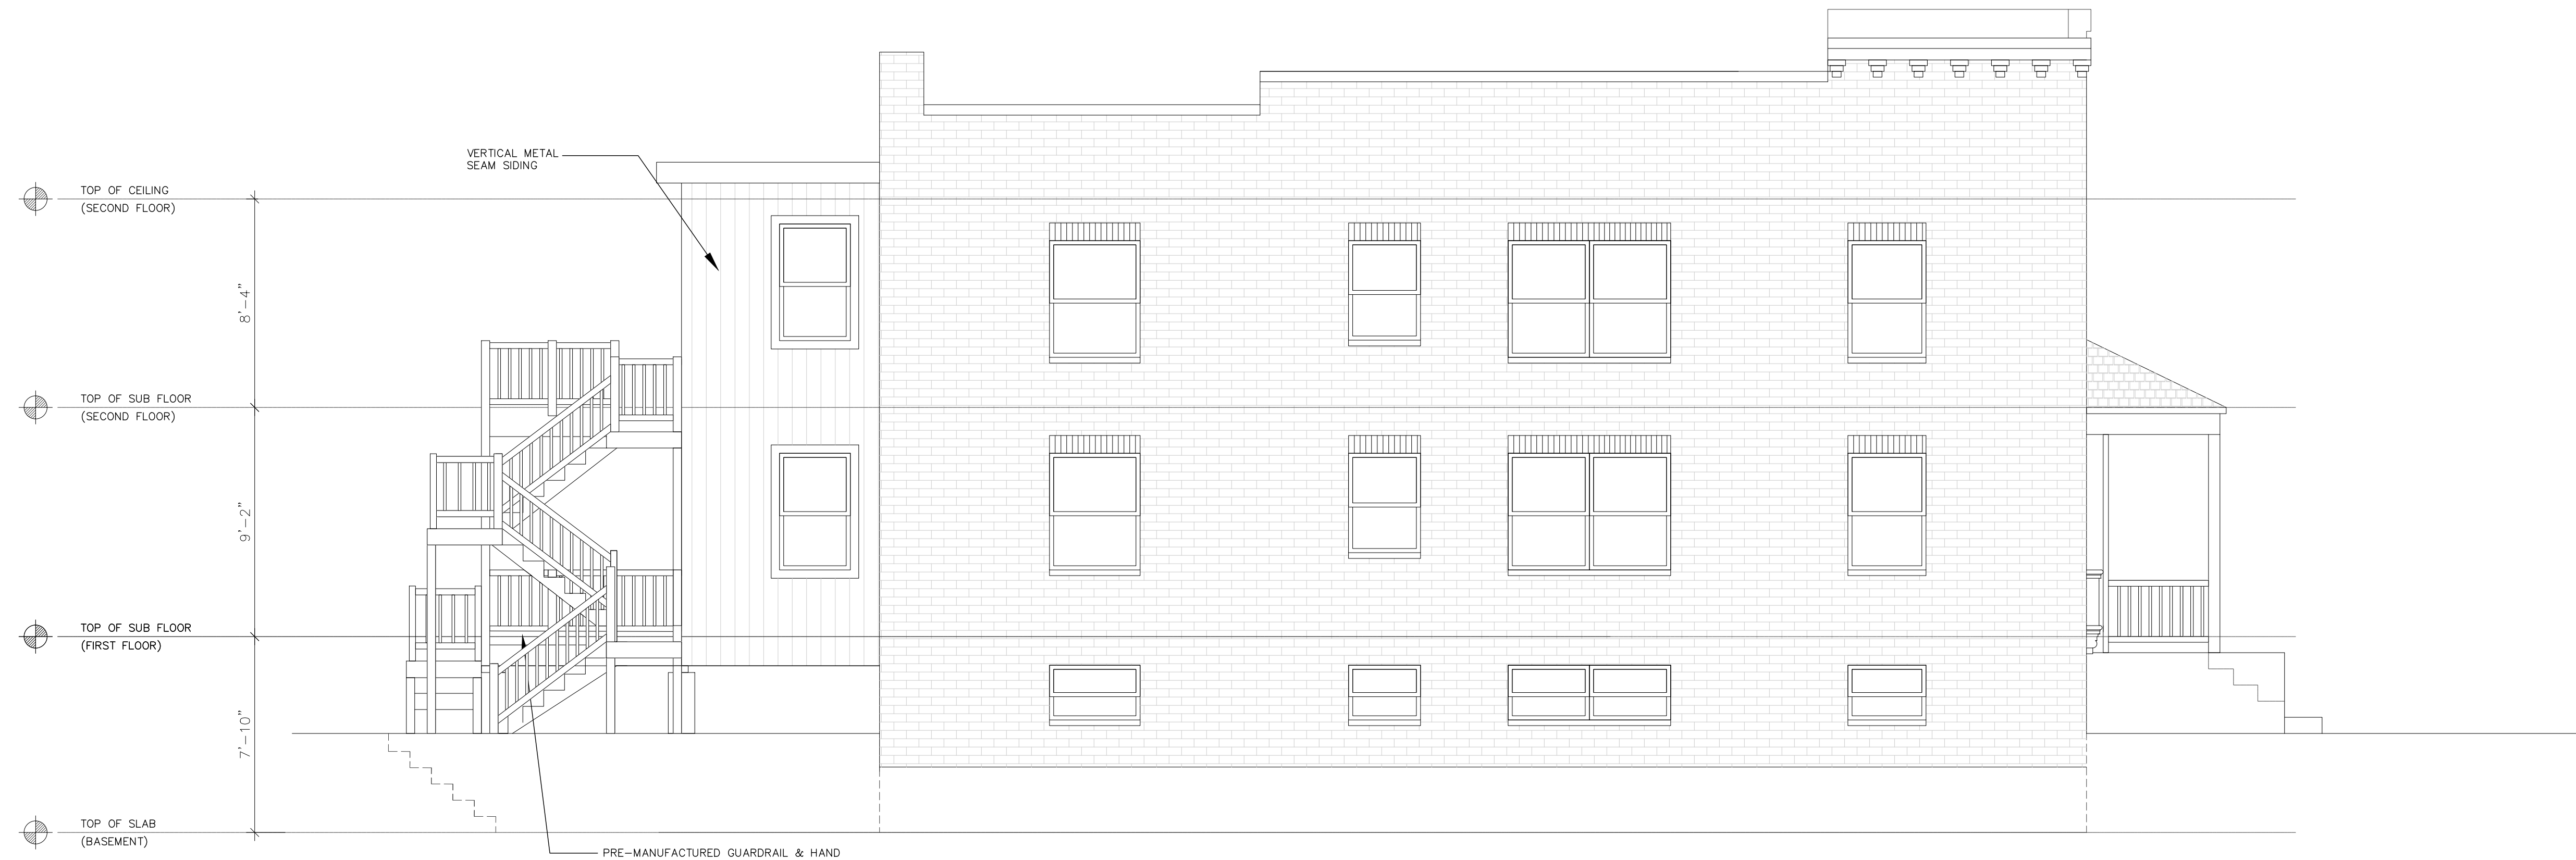 VERTICAL METAL
SEAM SIDING
TOP OF CEILING
(SECOND FLOOR)
8'-4"
TOP OF SUB FLOOR
(SECOND FLOOR)
9'-2"
TOP OF SUB FLOOR
(FIRST FLOOR)
7'-10"
TOP OF SLAB
(BASEMENT)
PRE-MANUFACTURED GUARDRAIL & HAND